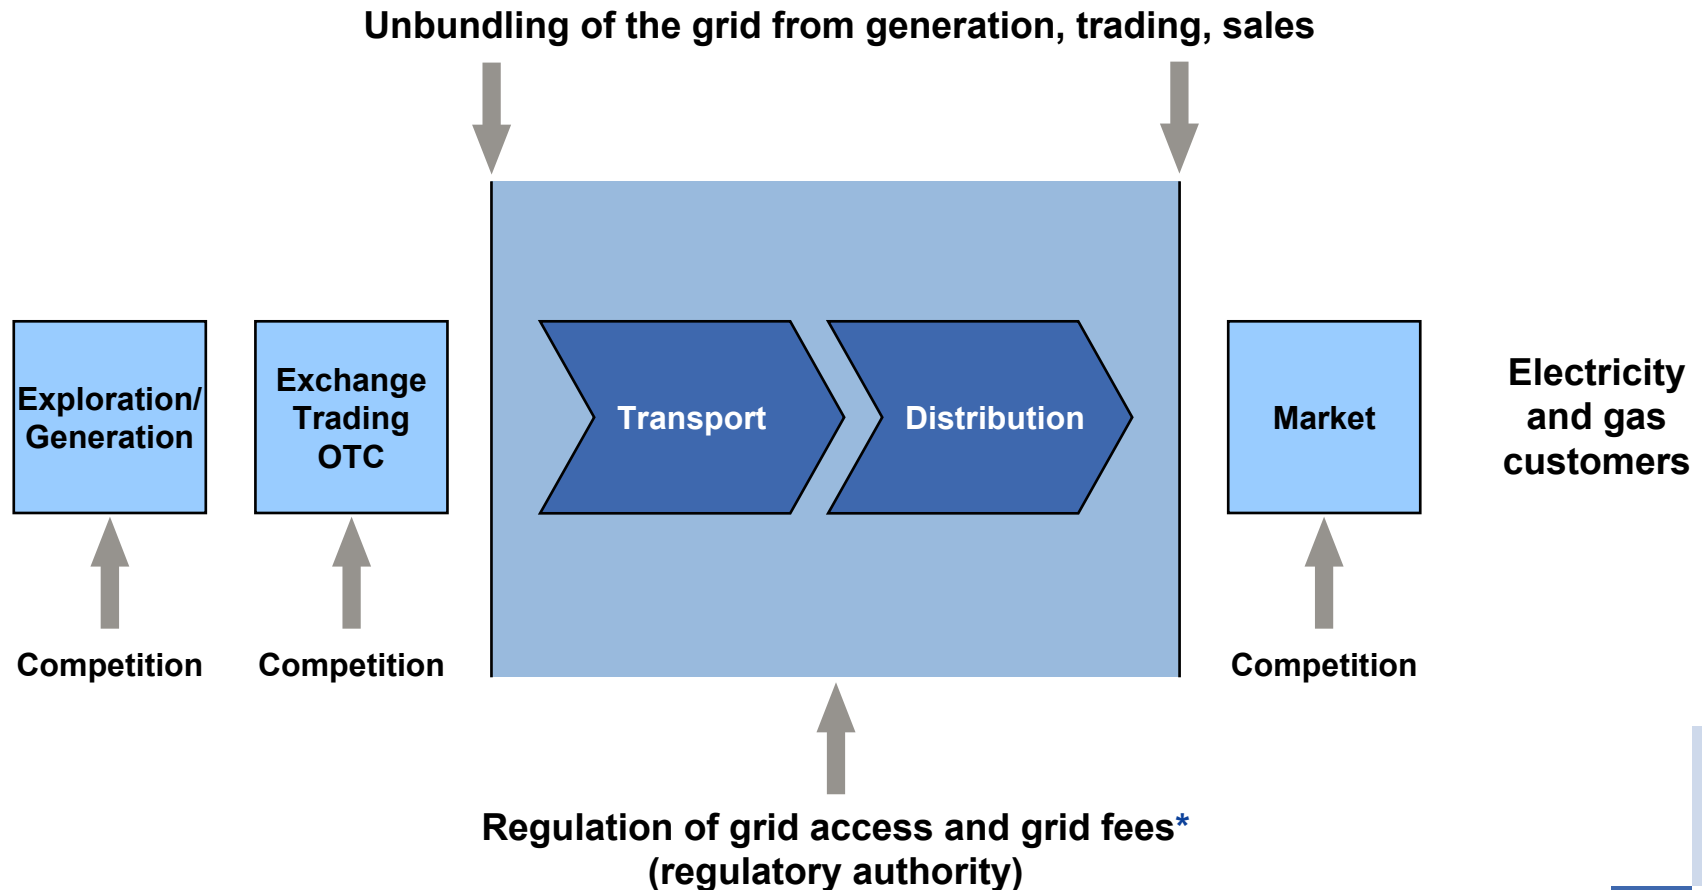 Unbundling of the grid from generation, trading, sales
Exploration/
Generation
Exchange
Trading
OTC
Transport
Distribution
Market
Electricity
and gas
customers
Competition
Competition
Competition
Regulation of grid access and grid fees*
(regulatory authority)